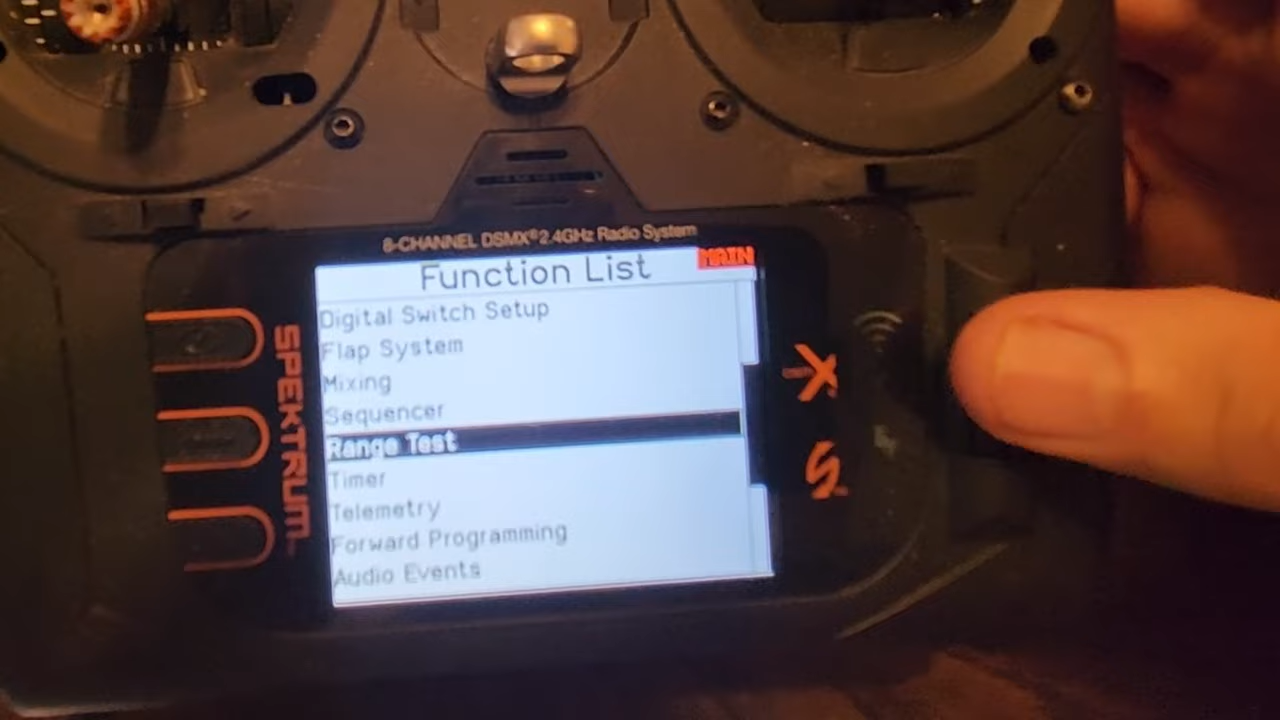 8-CHANNEL DSMX® 2.4GHz Radio System
Function List
MAIN
Digital Switch Setup
Flap System
Mixing
Sequencer
Range Test
Timer
Telemetry
Forward Programming
Audio Events
SPEKTRUM